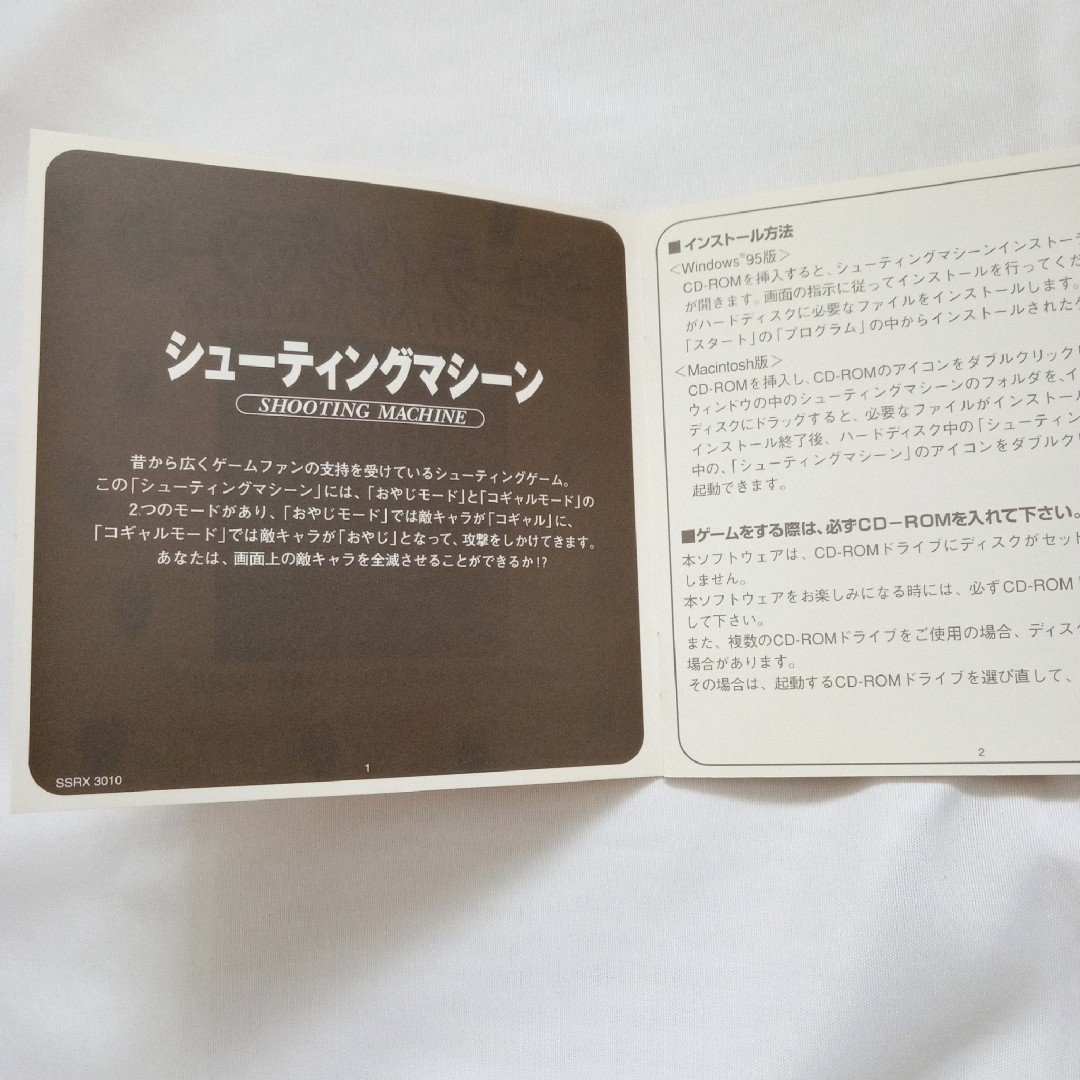 シューティングマシーン
SHOOTING MACHINE
昔から広くゲームファンの支持を受けているシューティングゲーム。
この「シューティングマシーン」には、「おやじモード」と「コギャルモード」の
2つのモードがあり、「おやじモード」では敵キャラが「コギャル」に、
「コギャルモード」では敵キャラが「おやじ」となって、攻撃をしかけてきます。
あなたは、画面上の敵キャラを全滅させることができるか!?
SSRX 3010
1
■インストール方法
＜Windows®95版＞
CD-ROMを挿入すると、シューティングマシーンインストー
が開きます。画面の指示に従ってインストールを行ってくだ
がハードディスクに必要なファイルをインストールします。
「スタート」の「プログラム」の中からインストールされた
＜Macintosh版＞
CD-ROMを挿入し、CD-ROMのアイコンをダブルクリック
ウィンドウの中のシューティングマシーンのフォルダを、イ
ディスクにドラッグすると、必要なファイルがインストール
インストール終了後、ハードディスク中の「シューティン
中の、「シューティングマシーン」のアイコンをダブルク
起動できます。
■ゲームをする際は、必ずCD－ROMを入れて下さい。
本ソフトウェアは、CD-ROMドライブにディスクがセット
しません。
本ソフトウェアをお楽しみになる時には、必ずCD-ROM
して下さい。
また、複数のCD-ROMドライブをご使用の場合、ディス
場合があります。
その場合は、起動するCD-ROMドライブを選び直して、
2